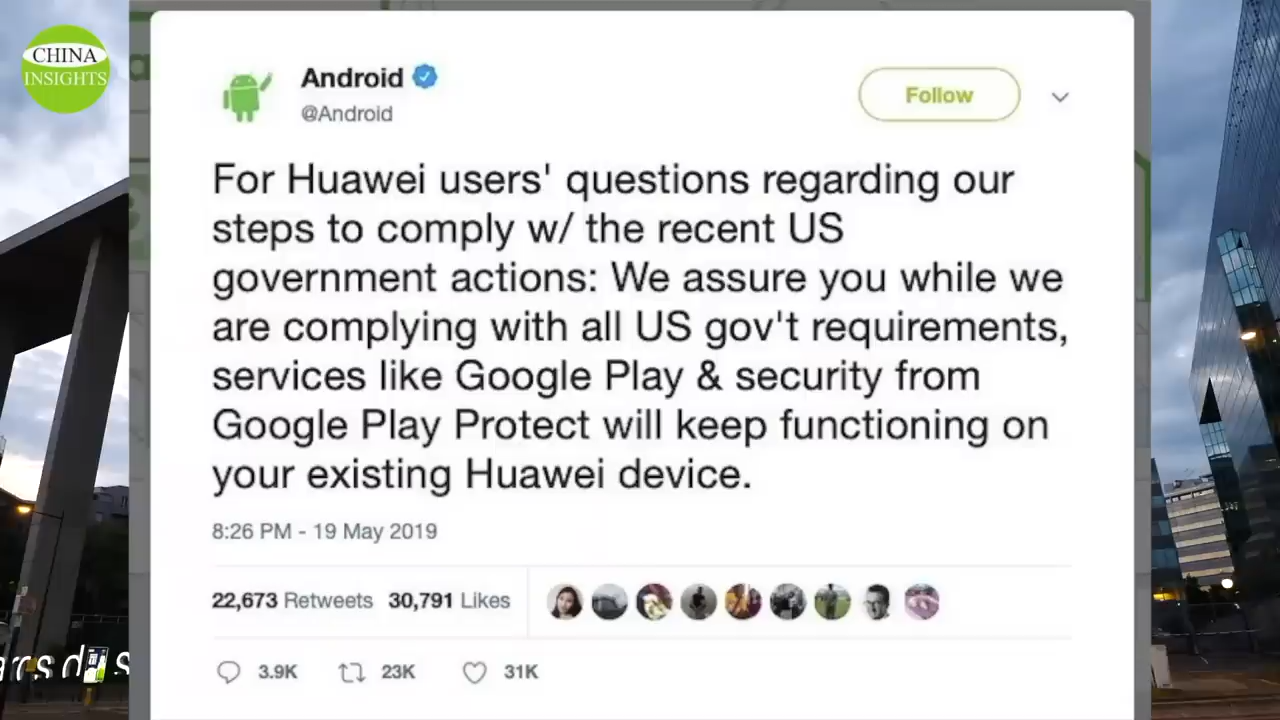 CHINA
INSIGHTS
Android
@Android
Follow
For Huawei users' questions regarding our
steps to comply w/ the recent US
government actions: We assure you while we
are complying with all US gov't requirements,
services like Google Play & security from
Google Play Protect will keep functioning on
your existing Huawei device.
8:26 PM - 19 May 2019
22,673 Retweets 30,791 Likes
3.9K 23K 31K